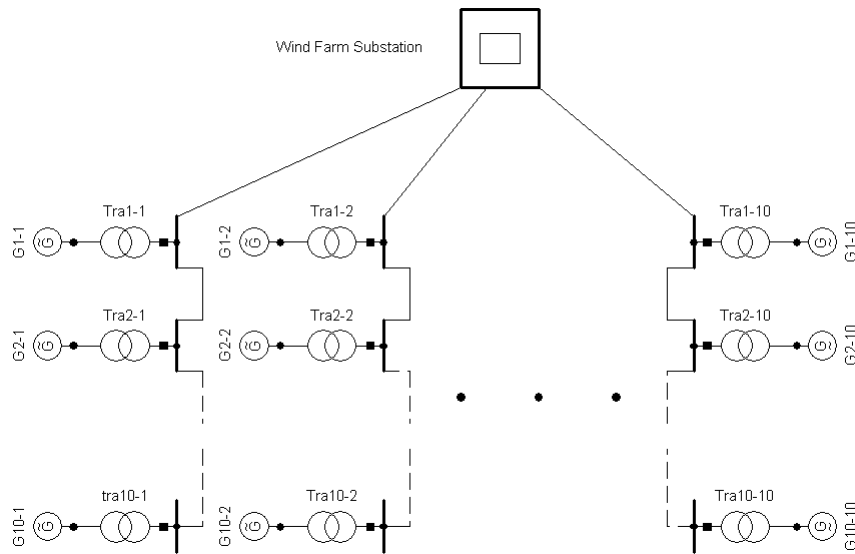 Wind Farm Substation
Tra1-1
Tra1-2
Tra1-10
G1-1
~G
G1-2
~G
G~
G1-10
Tra2-1
Tra2-2
Tra2-10
G2-1
~G
G2-2
~G
G~
G2-10
tra10-1
Tra10-2
Tra10-10
G10-1
~G
G10-2
~G
G~
G10-10